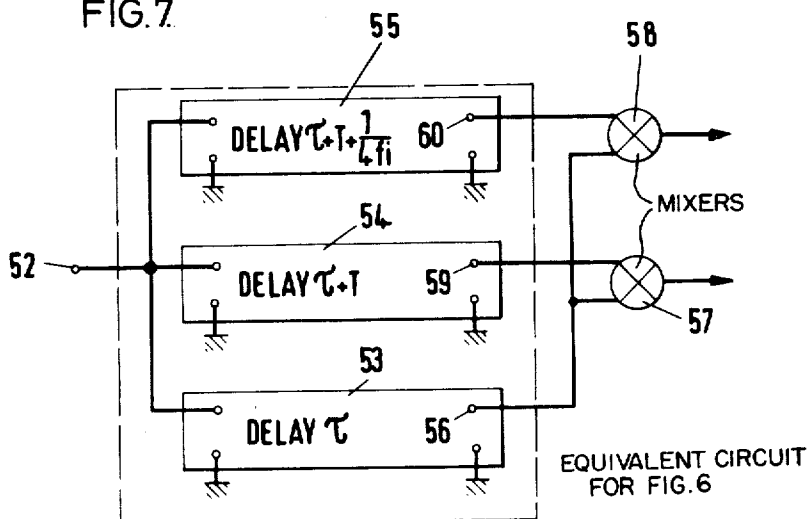 FIG.7.
55
58
DELAY τ+T+1/4fi
60
MIXERS
54
52
DELAY τ+T
59
57
53
DELAY τ
56
EQUIVALENT CIRCUIT
FOR FIG.6